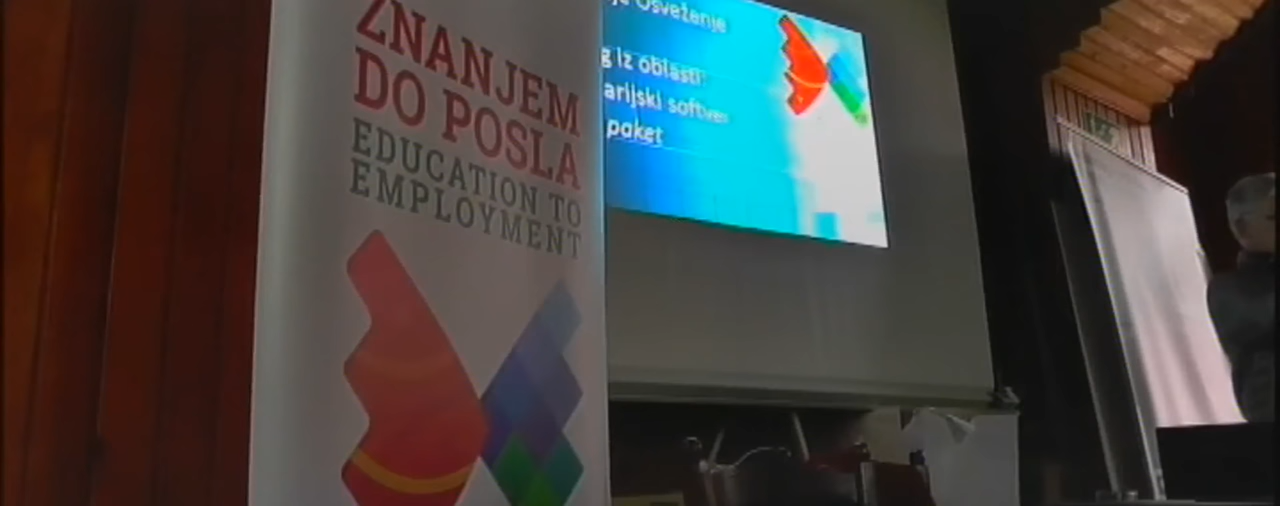 ZNANJEM
DO POSLA
EDUCATION TO
EMPLOYMENT
Osveženje
iz oblasti:
arijski softver
paket